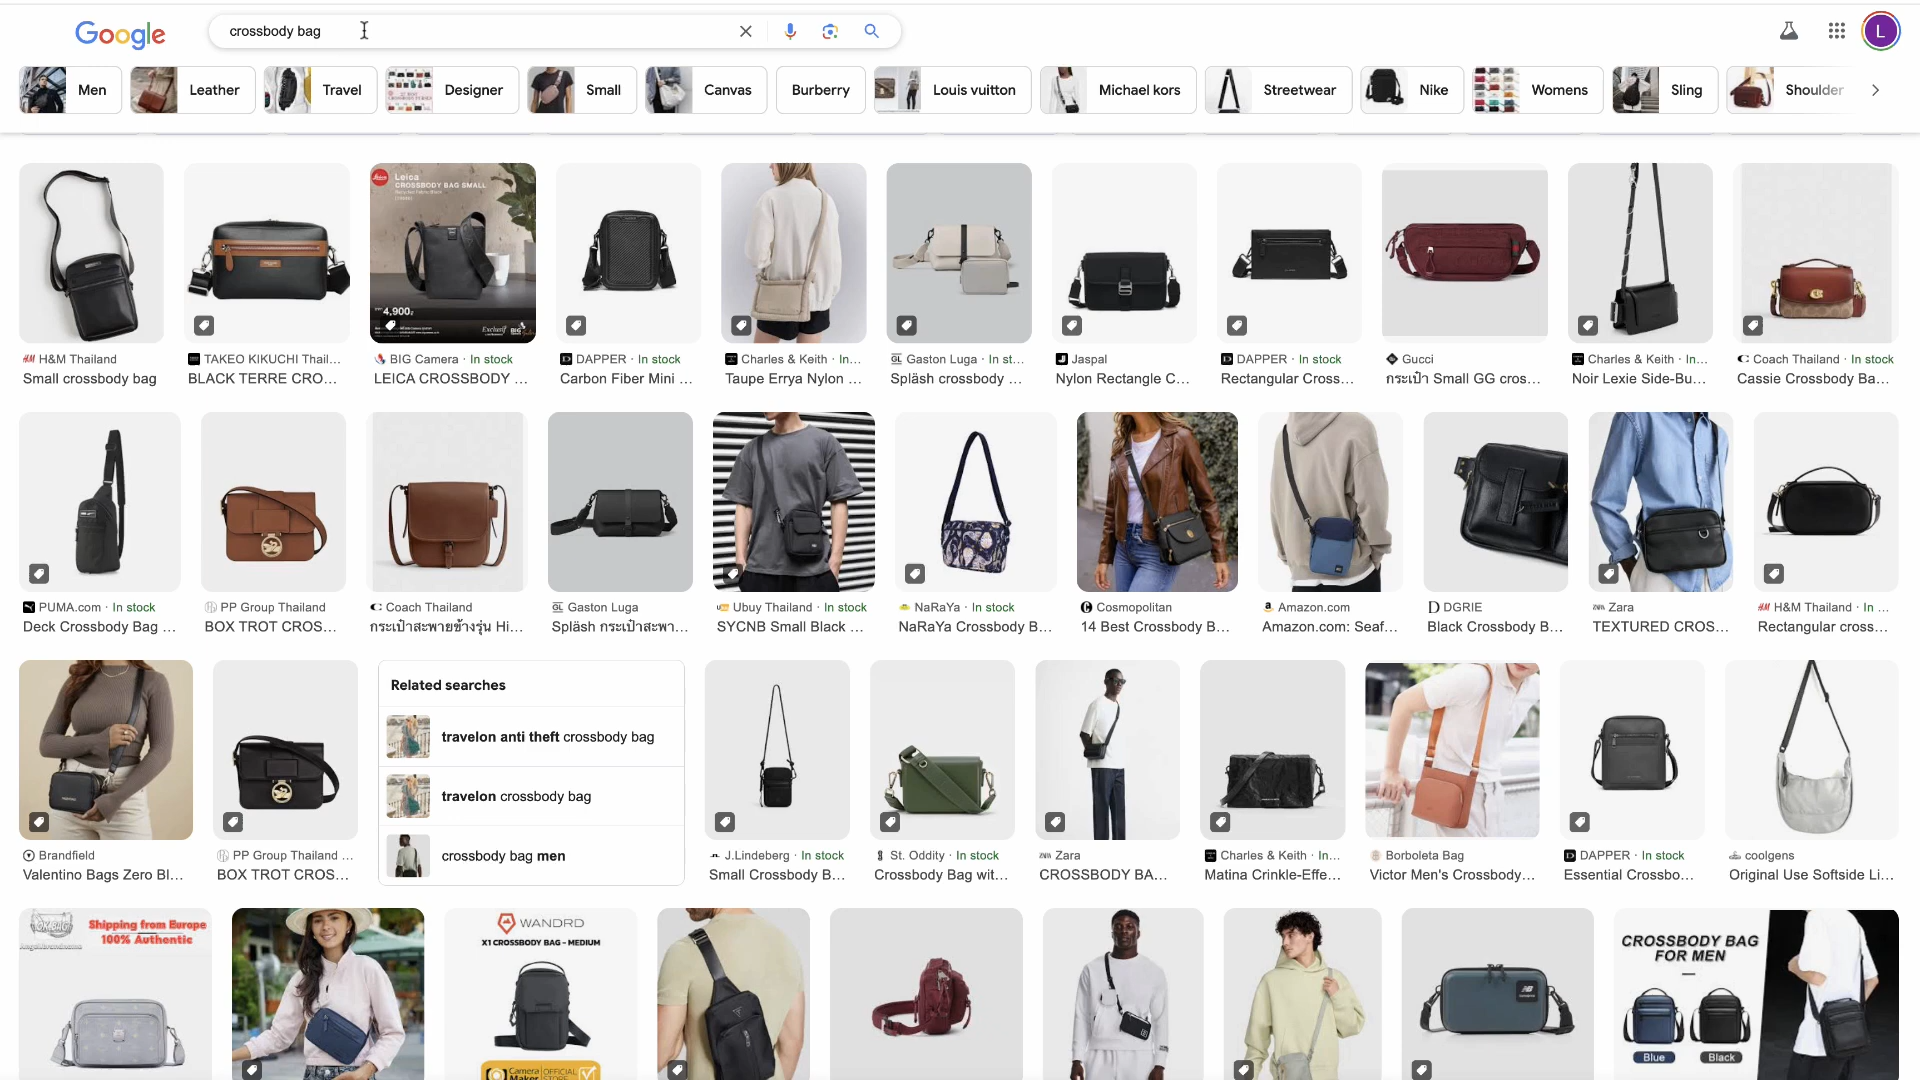 Google
crossbody bag
L
Men
Leather
Travel
Designer
Small
Canvas
Burberry
Louis vuitton
Michael kors
Streetwear
Nike
Womens
Sling
Shoulder
Leica
CROSSBODY BAG SMALL
4,900.-
Exclusif
BIG
H&M Thailand
Small crossbody bag
TAKEO KIKUCHI Thail...
BLACK TERRE CRO...
BIG Camera · In stock
LEICA CROSSBODY ...
DAPPER · In stock
Carbon Fiber Mini ...
Charles & Keith · In...
Taupe Errya Nylon ...
Gaston Luga · In st...
Spläsh crossbody ...
Jaspal
Nylon Rectangle C...
DAPPER · In stock
Rectangular Cross...
Gucci
กระเป๋า Small GG cros...
Charles & Keith · In...
Noir Lexie Side-Bu...
Coach Thailand · In stock
Cassie Crossbody Ba...
PUMA.com · In stock
Deck Crossbody Bag ...
PP Group Thailand
BOX TROT CROS...
Coach Thailand
กระเป๋าสะพายข้างรุ่น Hi...
Gaston Luga
Spläsh กระเป๋าสะพา...
Ubuy Thailand · In stock
SYCNB Small Black ...
NaRaYa · In stock
NaRaYa Crossbody B...
Cosmopolitan
14 Best Crossbody B...
Amazon.com
Amazon.com: Seaf...
DGRIE
Black Crossbody B...
Zara
TEXTURED CROS...
H&M Thailand · In ...
Rectangular cross...
Brandfield
Valentino Bags Zero Bl...
PP Group Thailand ...
BOX TROT CROS...
Related searches
travelon anti theft crossbody bag
travelon crossbody bag
crossbody bag men
J.Lindeberg · In stock
Small Crossbody B...
St. Oddity · In stock
Crossbody Bag wit...
Zara
CROSSBODY BA...
Charles & Keith · In...
Matina Crinkle-Effe...
Borboleta Bag
Victor Men's Crossbody...
DAPPER · In stock
Essential Crossbo...
coolgens
Original Use Softside Li...
Shipping from Europe
100% Authentic
WANDRD
X1 CROSSBODY BAG - MEDIUM
Camera
Maker
OFFICIAL
STORE
CROSSBODY BAG
FOR MEN
Blue
Black